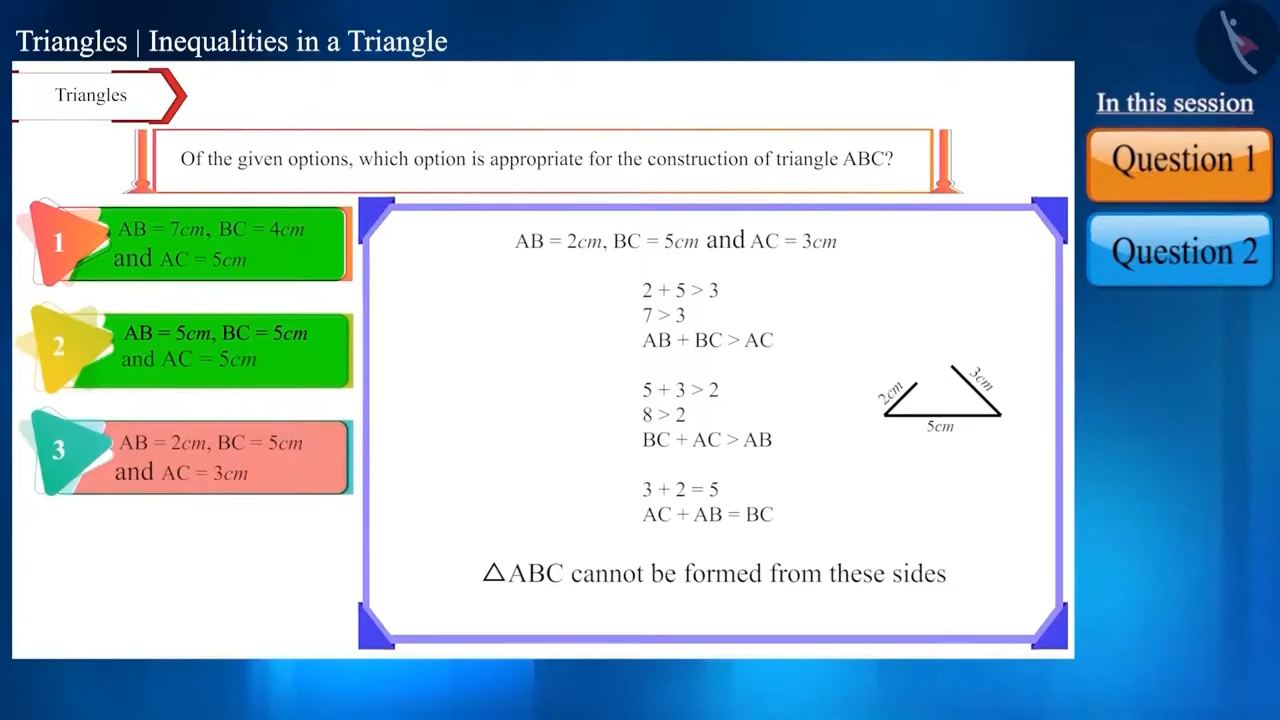 Triangles | Inequalities in a Triangle
Triangles
Of the given options, which option is appropriate for the construction of triangle ABC?
1
AB = 7cm, BC = 4cm
and AC = 5cm
2
AB = 5cm, BC = 5cm
and AC = 5cm
3
AB = 2cm, BC = 5cm
and AC = 3cm
AB = 2cm, BC = 5cm and AC = 3cm
2 + 5 > 3
7 > 3
AB + BC > AC
5 + 3 > 2
8 > 2
BC + AC > AB
3 + 2 = 5
AC + AB = BC
2cm
3cm
5cm
△ABC cannot be formed from these sides
In this session
Question 1
Question 2